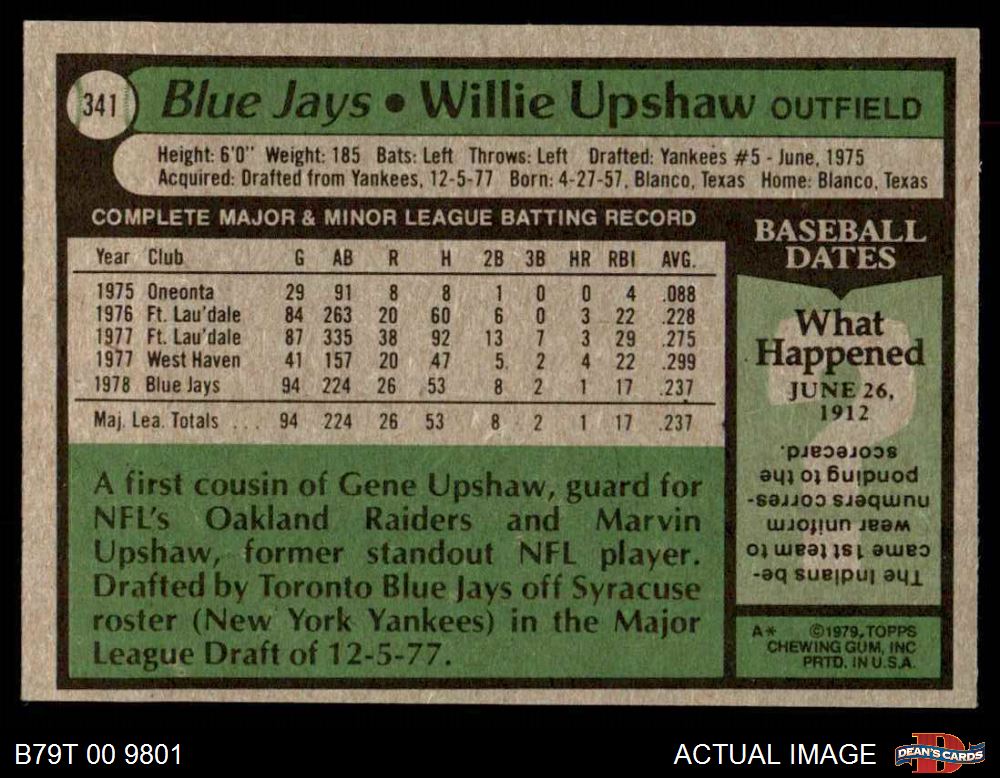 341
Blue Jays • Willie Upshaw OUTFIELD
Height: 6'0" Weight: 185 Bats: Left Throws: Left Drafted: Yankees #5 - June, 1975
Acquired: Drafted from Yankees, 12-5-77 Born: 4-27-57, Blanco, Texas Home: Blanco, Texas
COMPLETE MAJOR & MINOR LEAGUE BATTING RECORD
Year Club G AB R H 2B 3B HR RBI AVG.
1975 Oneonta 29 91 8 8 1 0 0 4 .088
1976 Ft. Lau'dale 84 263 20 60 6 0 3 22 .228
1977 Ft. Lau'dale 87 335 38 92 13 7 3 29 .275
1977 West Haven 41 157 20 47 5 2 4 22 .299
1978 Blue Jays 94 224 26 53 8 2 1 17 .237
Maj. Lea. Totals ... 94 224 26 53 8 2 1 17 .237
A first cousin of Gene Upshaw, guard for
NFL's Oakland Raiders and Marvin
Upshaw, former standout NFL player.
Drafted by Toronto Blue Jays off Syracuse
roster (New York Yankees) in the Major
League Draft of 12-5-77.
BASEBALL
DATES
What
Happened
JUNE 26,
1912
The Indians be-
came 1st team to
wear uniform
numbers corres-
ponding to the
scorecard.
A* ©1979, TOPPS
CHEWING GUM, INC
PRTD. IN U.S.A.
B79T 00 9801
ACTUAL IMAGE
DEAN'S CARDS